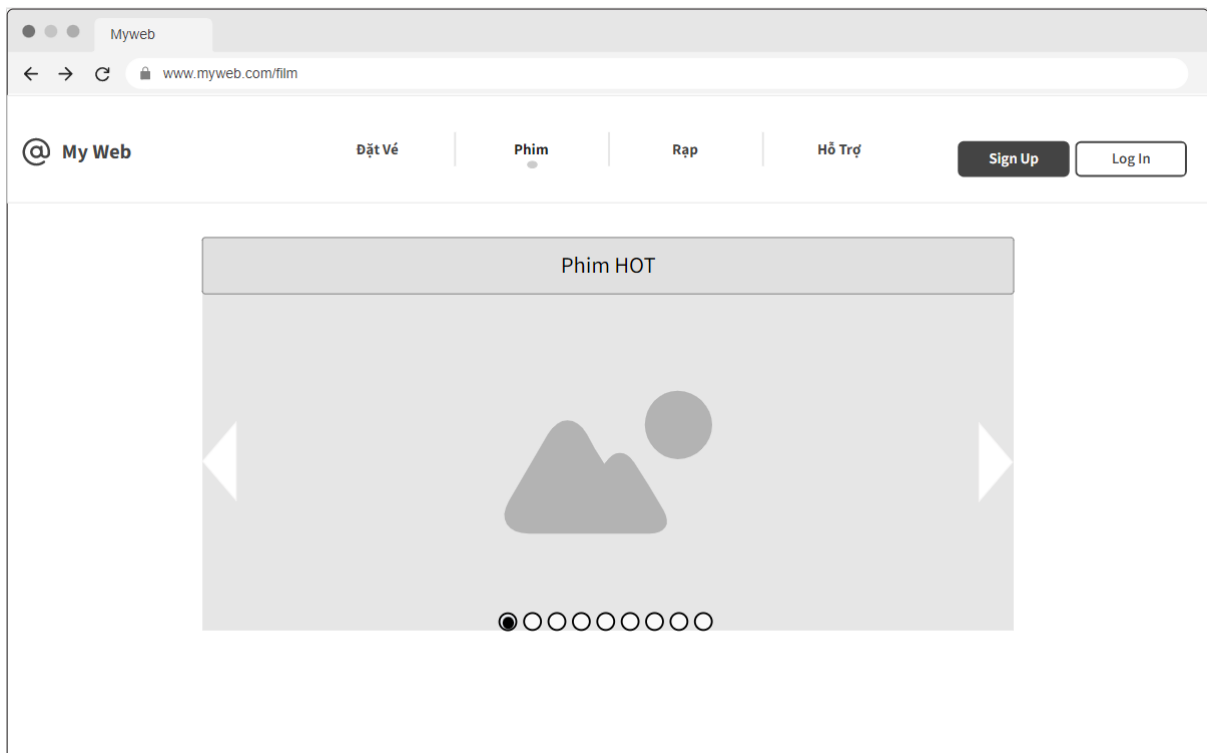 Myweb
www.myweb.com/film
@ My Web
Đặt Vé
Phim
Rạp
Hỗ Trợ
Sign Up
Log In
Phim HOT